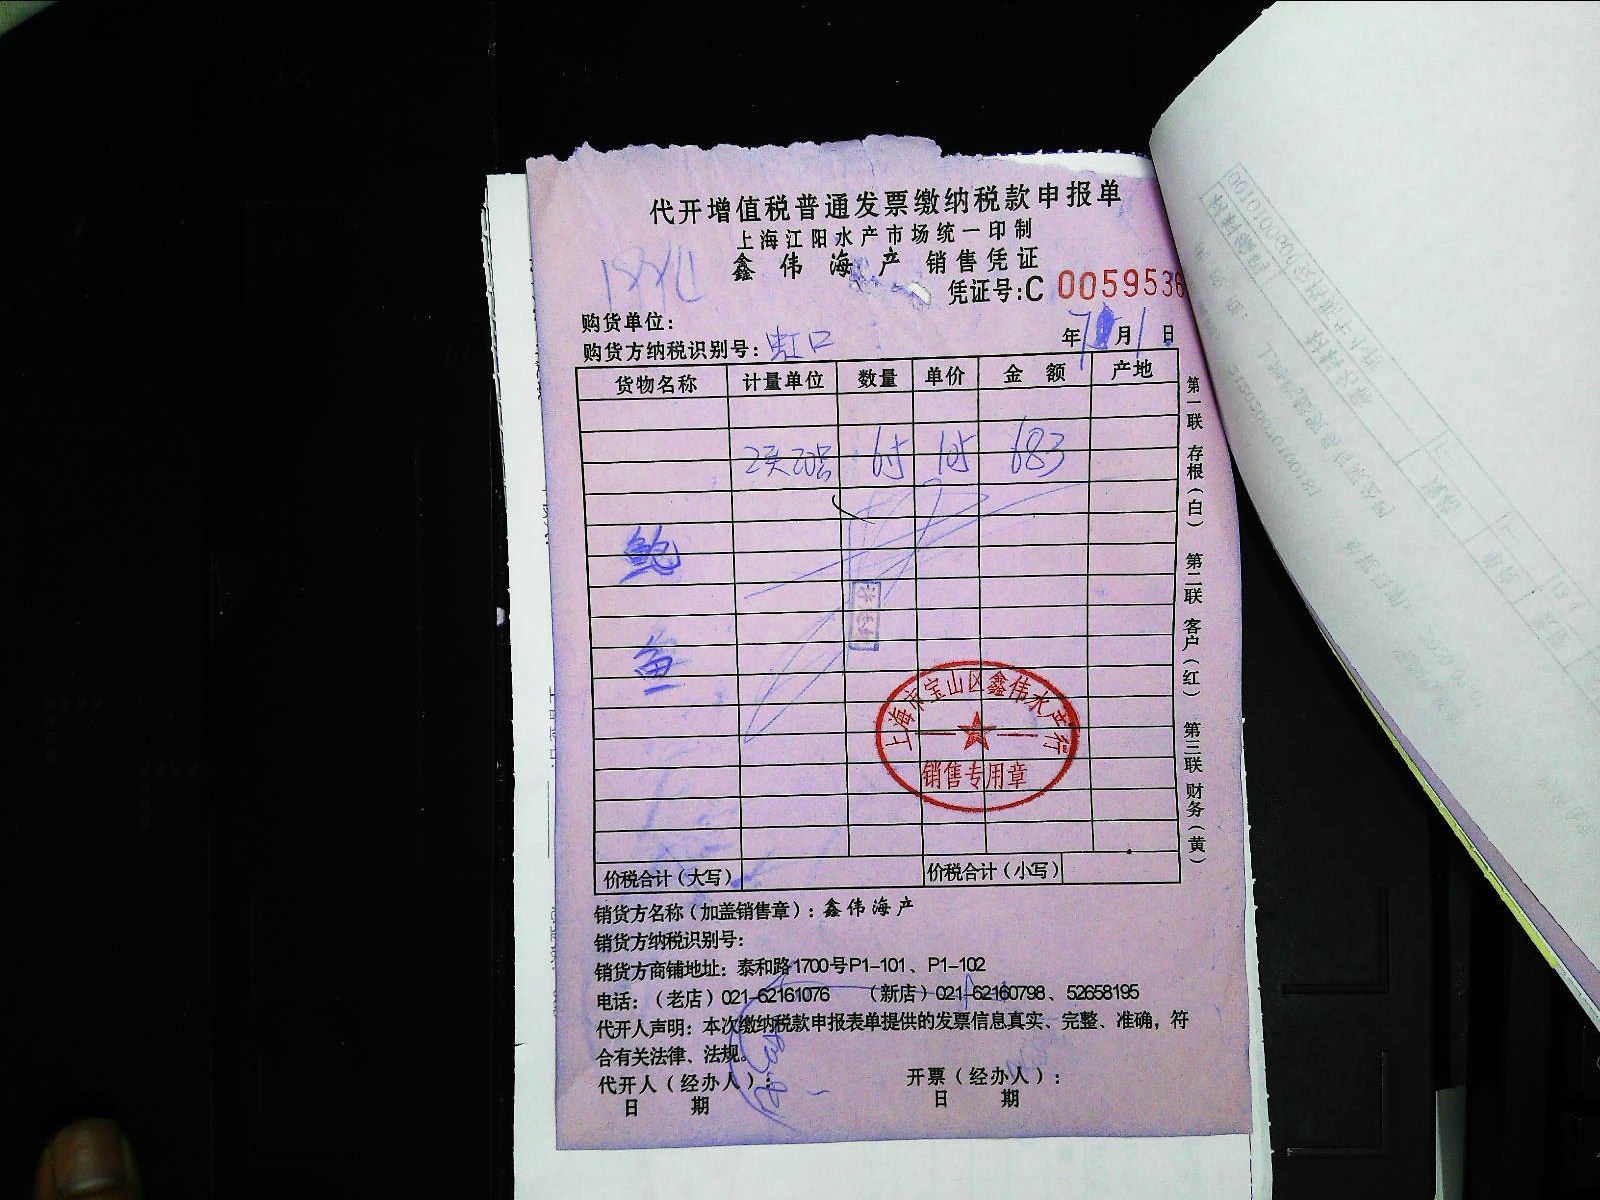 代开增值税普通发票缴纳税款申报单
上海江阳水产市场统一印制
鑫伟海产 销售凭证
凭证号:C 0059536
购货单位:
购货方纳税识别号: 虹口
年 7 月 1 日
货物名称 计量单位 数量 单价 金额 产地
683
鲍
鱼
上海市宝山区鑫伟水产行
销售专用章
价税合计(大写) 价税合计(小写)
第一联 存根(白) 第二联 客户(红) 第三联 财务(黄)
销货方名称(加盖销售章): 鑫伟海产
销货方纳税识别号:
销货方商铺地址: 泰和路1700号P1-101、P1-102
电话:(老店)021-62161076 (新店)021-62160798、52658195
代开人声明: 本次缴纳税款申报表单提供的发票信息真实、完整、准确, 符
合有关法律、法规。
代开人(经办人): 开票(经办人):
日期 日期